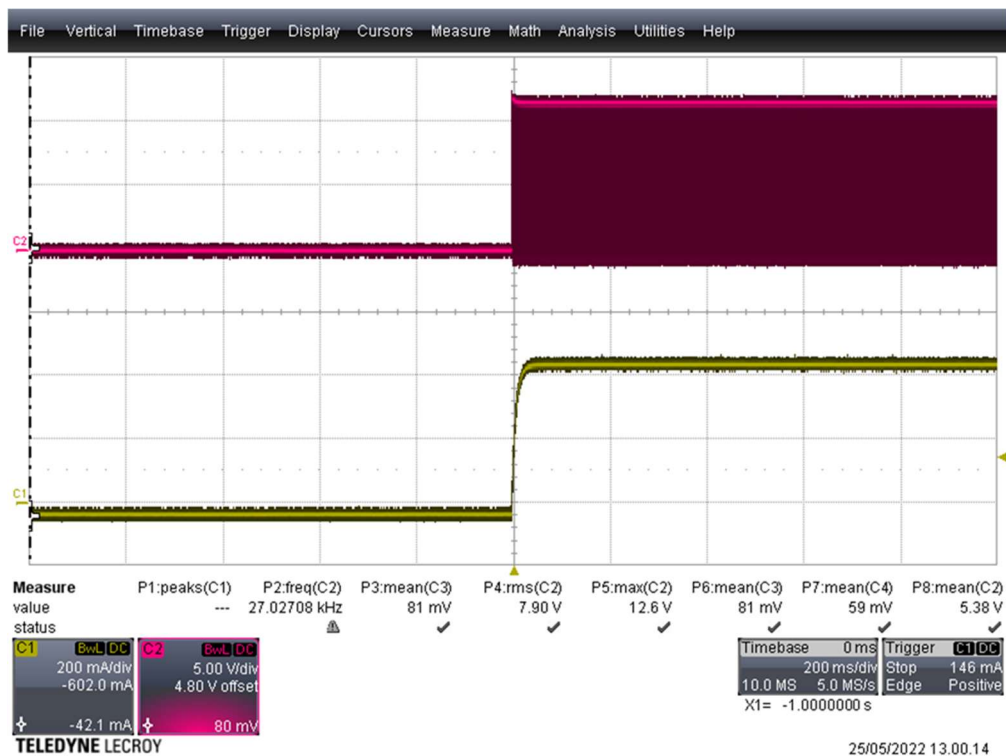 File Vertical Timebase Trigger Display Cursors Measure Math Analysis Utilities Help
C2
C1
Measure P1:peaks(C1) P2:freq(C2) P3:mean(C3) P4:rms(C2) P5:max(C2) P6:mean(C3) P7:mean(C4) P8:mean(C2)
value --- 27.02708 kHz 81 mV 7.90 V 12.6 V 81 mV 59 mV 5.38 V
status
C1 BwL DC C2 BwL DC Timebase 0 ms Trigger C1 DC
200 mA/div 5.00 V/div 200 ms/div Stop 146 mA
-602.0 mA 4.80 V offset 10.0 MS 5.0 MS/s Edge Positive
-42.1 mA 80 mV X1= -1.0000000 s
TELEDYNE LECROY 25/05/2022 13.00.14